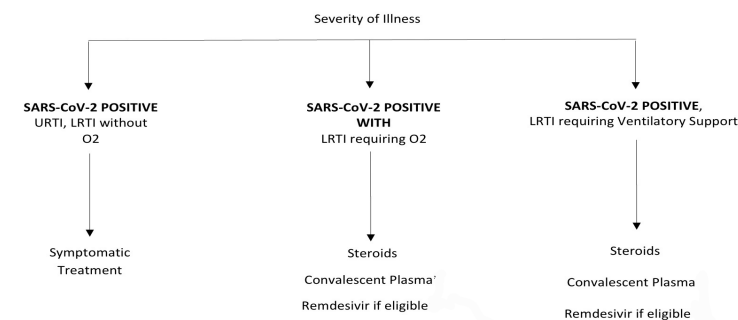 Severity of Illness
SARS-CoV-2 POSITIVE
URTI, LRTI without
O2
Symptomatic
Treatment
SARS-CoV-2 POSITIVE
WITH
LRTI requiring O2
Steroids
Convalescent Plasma
Remdesivir if eligible
SARS-CoV-2 POSITIVE,
LRTI requiring Ventilatory Support
Steroids
Convalescent Plasma
Remdesivir if eligible